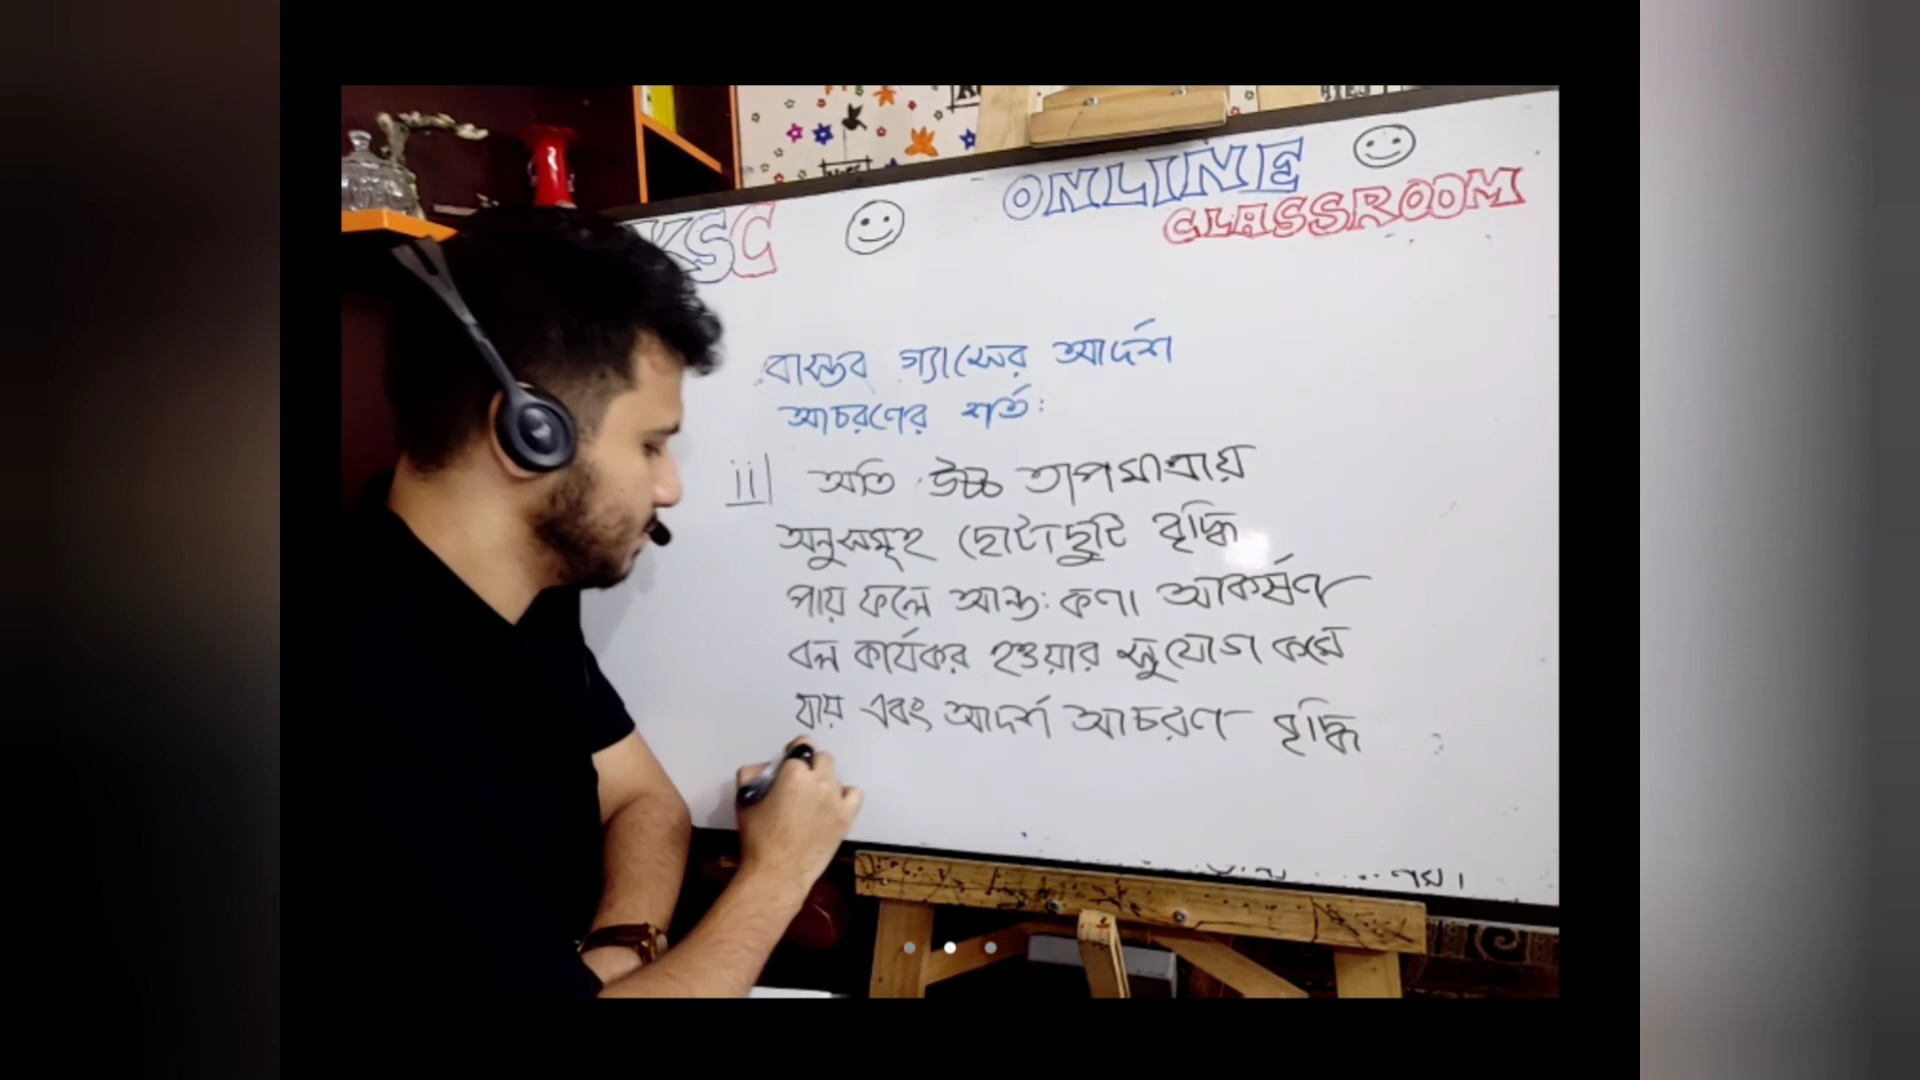 ONLINE
CLASSROOM
KSC
বাস্তব গ্যাসের আদর্শ
আচরণের শর্ত:
ii) অতি উচ্চ তাপমাত্রায়
অনুসমূহ ছোটাছুটি বৃদ্ধি
পায় ফলে আন্ত: কণা আকর্ষণ
বল কার্যকর হওয়ার সুযোগ কমে
যায় এবং আদর্শ আচরণ বৃদ্ধি